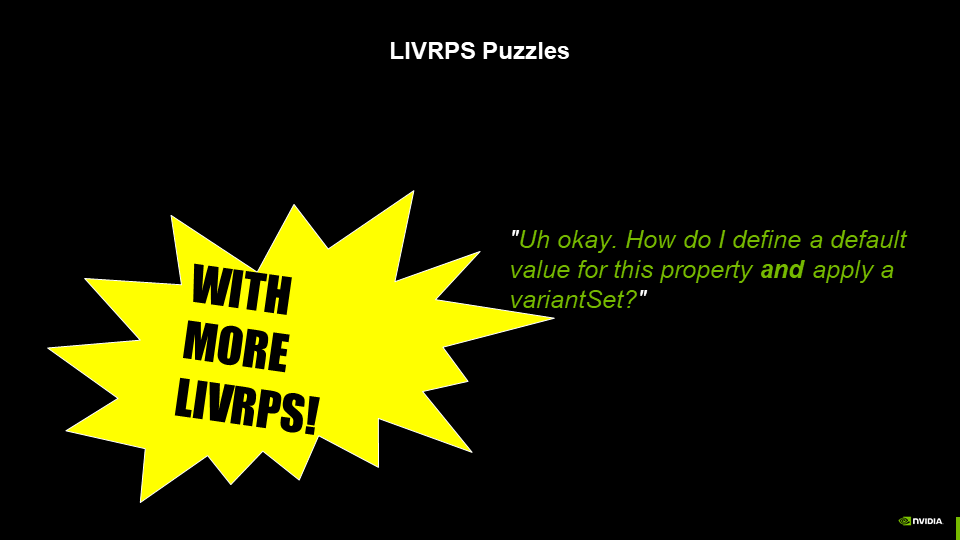 LIVRPS Puzzles
WITH
MORE
LIVRPS!
"Uh okay. How do I define a default
value for this property and apply a
variantSet?"
NVIDIA